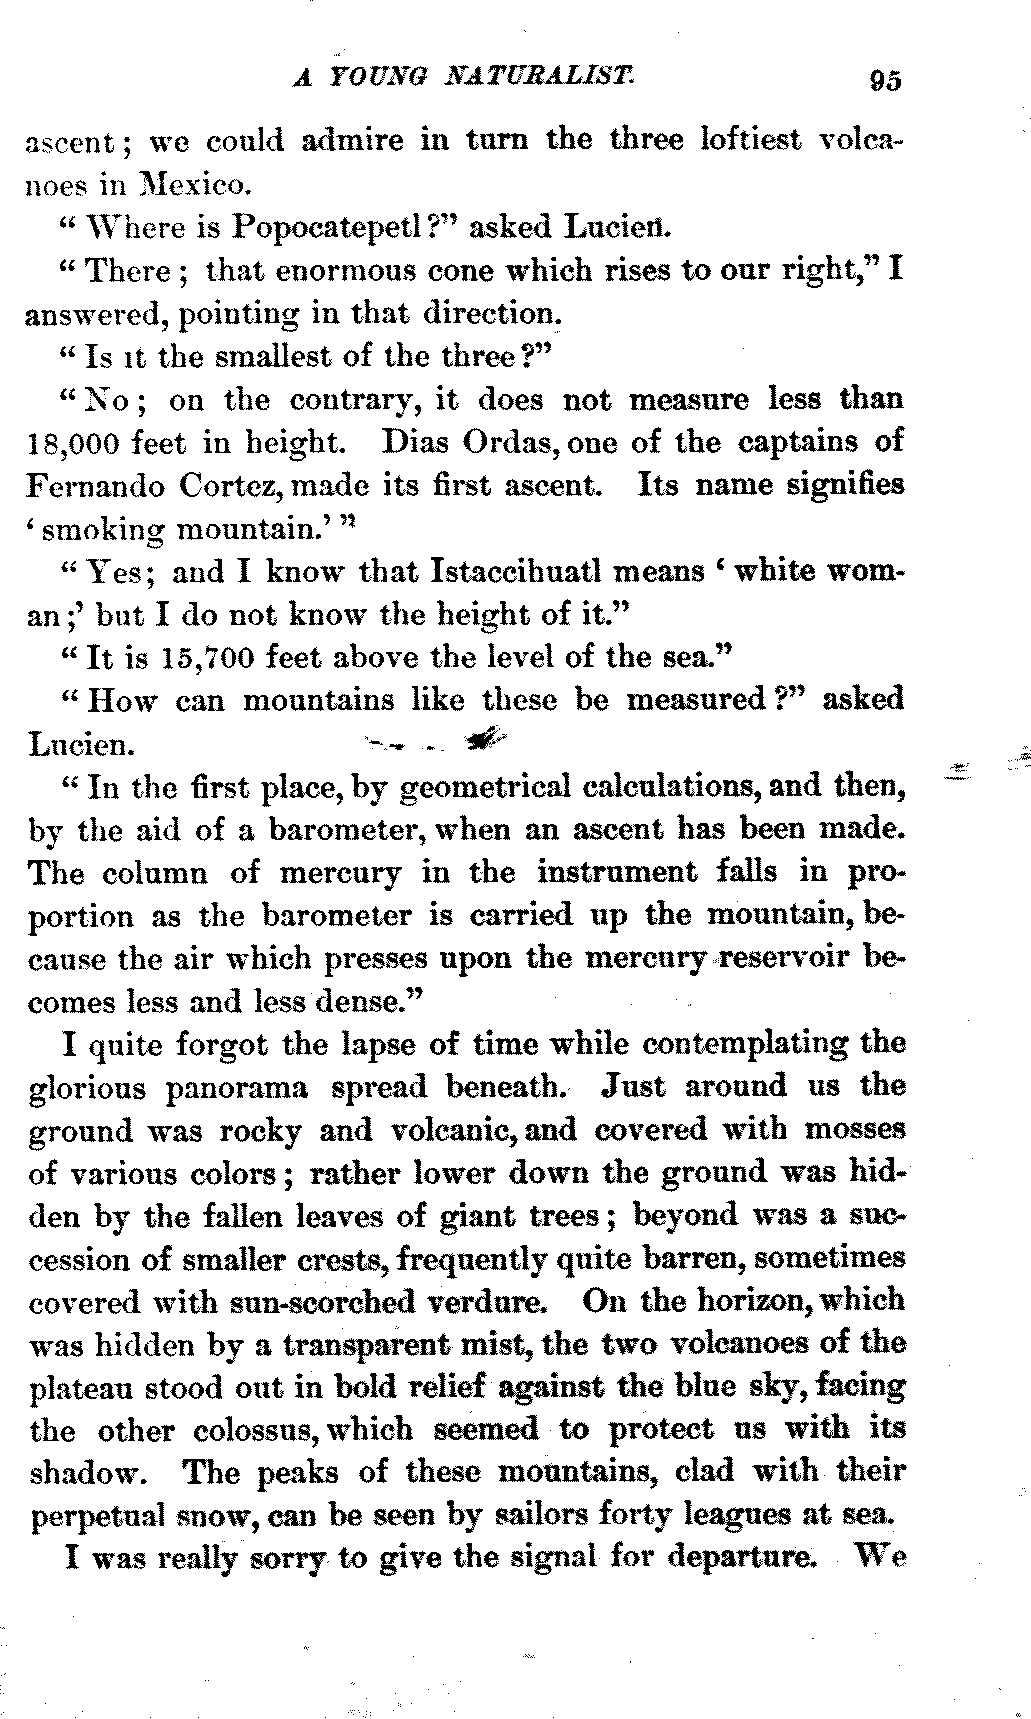 A YOUNG NATURALIST. 95
ascent; we could admire in turn the three loftiest volca-
noes in Mexico.
"Where is Popocatepetl?" asked Lucien.
"There; that enormous cone which rises to our right," I
answered, pointing in that direction.
"Is it the smallest of the three?"
"No; on the contrary, it does not measure less than
18,000 feet in height. Dias Ordas, one of the captains of
Fernando Cortez, made its first ascent. Its name signifies
'smoking mountain.'"
"Yes; and I know that Istaccihuatl means 'white wom-
an;' but I do not know the height of it."
"It is 15,700 feet above the level of the sea."
"How can mountains like these be measured?" asked
Lucien.
"In the first place, by geometrical calculations, and then,
by the aid of a barometer, when an ascent has been made.
The column of mercury in the instrument falls in pro-
portion as the barometer is carried up the mountain, be-
cause the air which presses upon the mercury reservoir be-
comes less and less dense."
I quite forgot the lapse of time while contemplating the
glorious panorama spread beneath. Just around us the
ground was rocky and volcanic, and covered with mosses
of various colors; rather lower down the ground was hid-
den by the fallen leaves of giant trees; beyond was a suc-
cession of smaller crests, frequently quite barren, sometimes
covered with sun-scorched verdure. On the horizon, which
was hidden by a transparent mist, the two volcanoes of the
plateau stood out in bold relief against the blue sky, facing
the other colossus, which seemed to protect us with its
shadow. The peaks of these mountains, clad with their
perpetual snow, can be seen by sailors forty leagues at sea.
I was really sorry to give the signal for departure. We